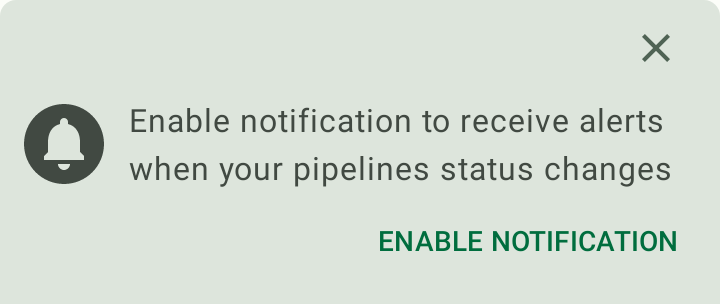 Enable notification to receive alerts
when your pipelines status changes
ENABLE NOTIFICATION